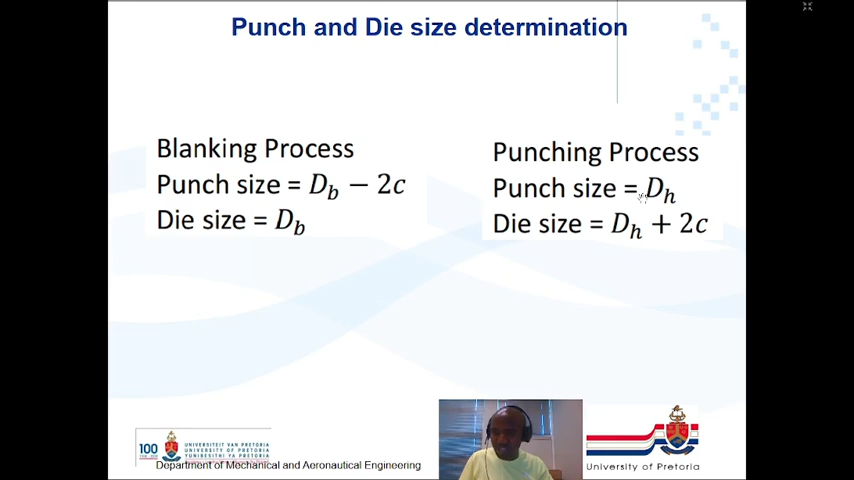 Punch and Die size determination
Blanking Process
Punch size = D_b − 2c
Die size = D_b
Punching Process
Punch size = D_h
Die size = D_h + 2c
100
UNIVERSITEIT VAN PRETORIA
UNIVERSITY OF PRETORIA
YUNIBESITHI YA PRETORIA
Department of Mechanical and Aeronautical Engineering
University of Pretoria